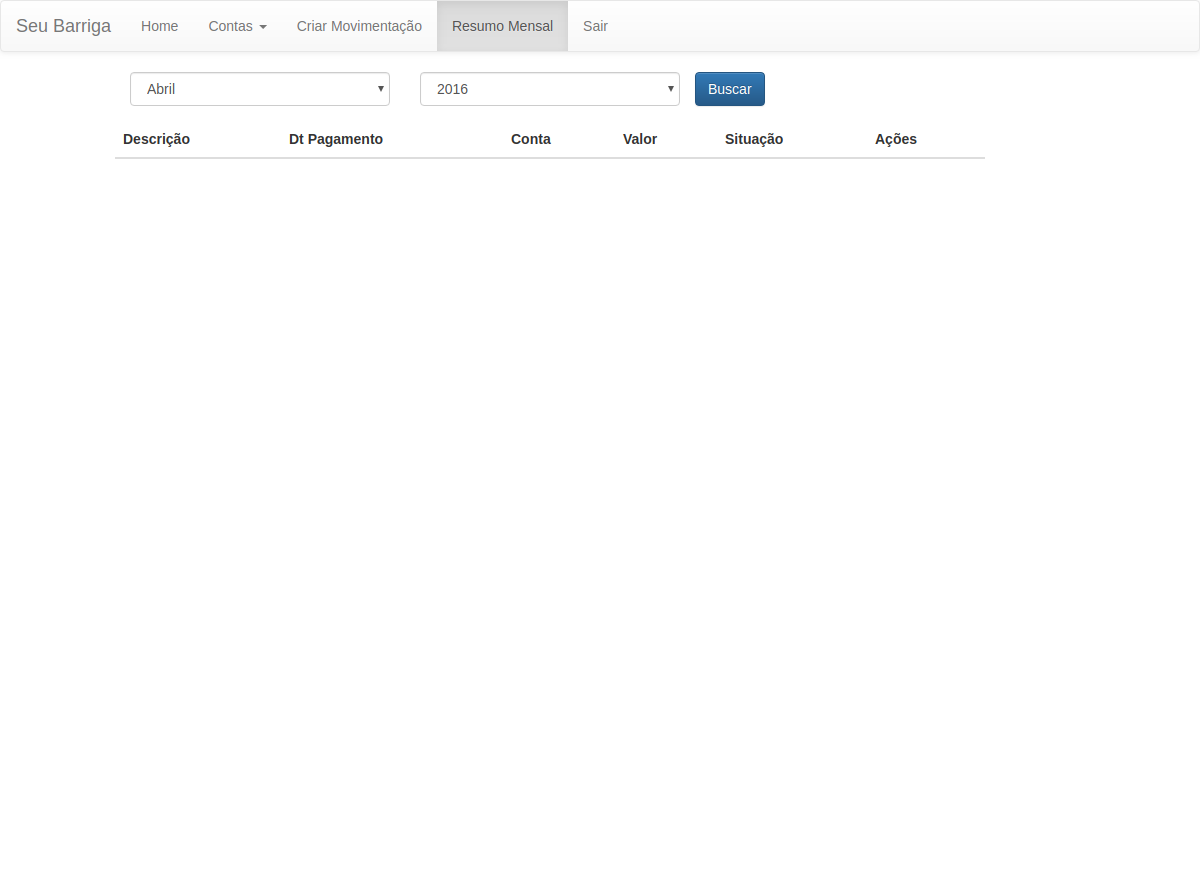 Seu Barriga Home Contas Criar Movimentação Resumo Mensal Sair
Abril 2016 Buscar
Descrição Dt Pagamento Conta Valor Situação Ações